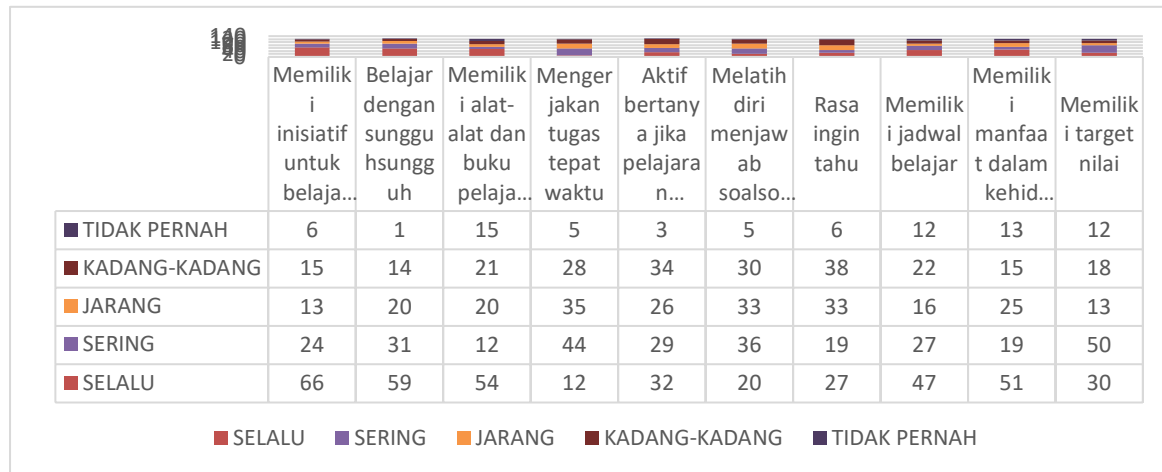 140
20
0
Memilik Belajar Memilik Menger Aktif Melatih Memilik
i dengan i alat- jakan bertany diri Rasa Memilik i Memilik
inisiatif sunggu alat dan tugas a jika menjaw ingin i jadwal manfaa i target
untuk hsungg buku tepat pelajara ab tahu belajar t dalam nilai
belaja... uh pelaja... waktu n... soalso... kehid...
TIDAK PERNAH 6 1 15 5 3 5 6 12 13 12
KADANG-KADANG 15 14 21 28 34 30 38 22 15 18
JARANG 13 20 20 35 26 33 33 16 25 13
SERING 24 31 12 44 29 36 19 27 19 50
SELALU 66 59 54 12 32 20 27 47 51 30
SELALU SERING JARANG KADANG-KADANG TIDAK PERNAH